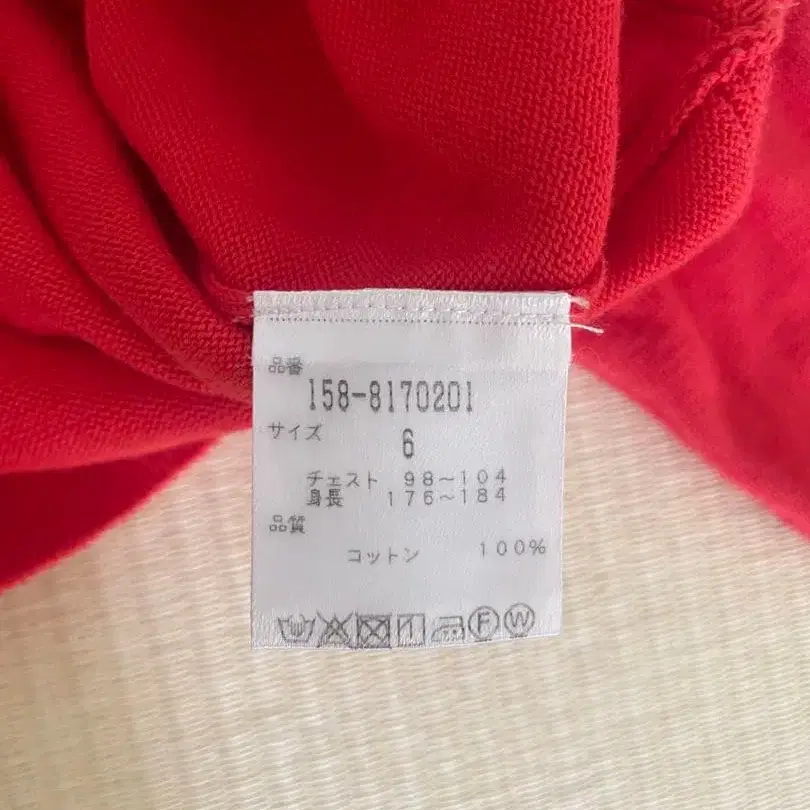 品番
158-8170201
サイズ
6
チェスト 98~104
身長 176~184
品質
コットン 100%
F W